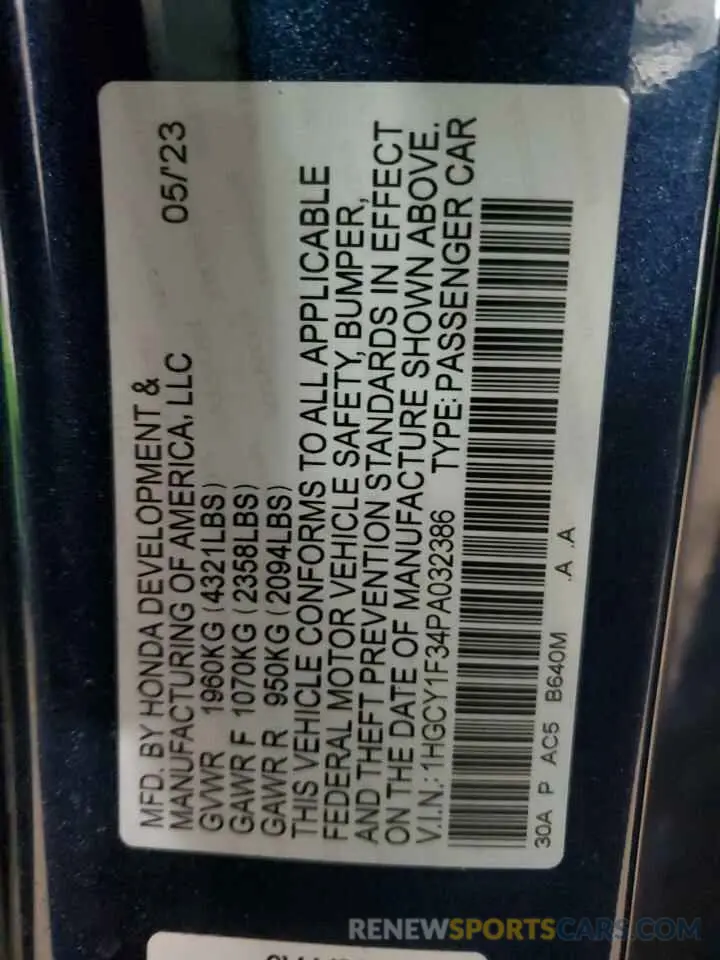 MFD. BY HONDA DEVELOPMENT &
MANUFACTURING OF AMERICA, LLC 05/'23
GVWR 1960KG (4321LBS)
GAWR F 1070KG (2358LBS)
GAWR R 950KG (2094LBS)
THIS VEHICLE CONFORMS TO ALL APPLICABLE
FEDERAL MOTOR VEHICLE SAFETY, BUMPER,
AND THEFT PREVENTION STANDARDS IN EFFECT
ON THE DATE OF MANUFACTURE SHOWN ABOVE.
V.I.N.: 1HGCY1F34PA032386 TYPE: PASSENGER CAR
30A P AC5 B640M .A .A
RENEWSPORTSCARS.COM